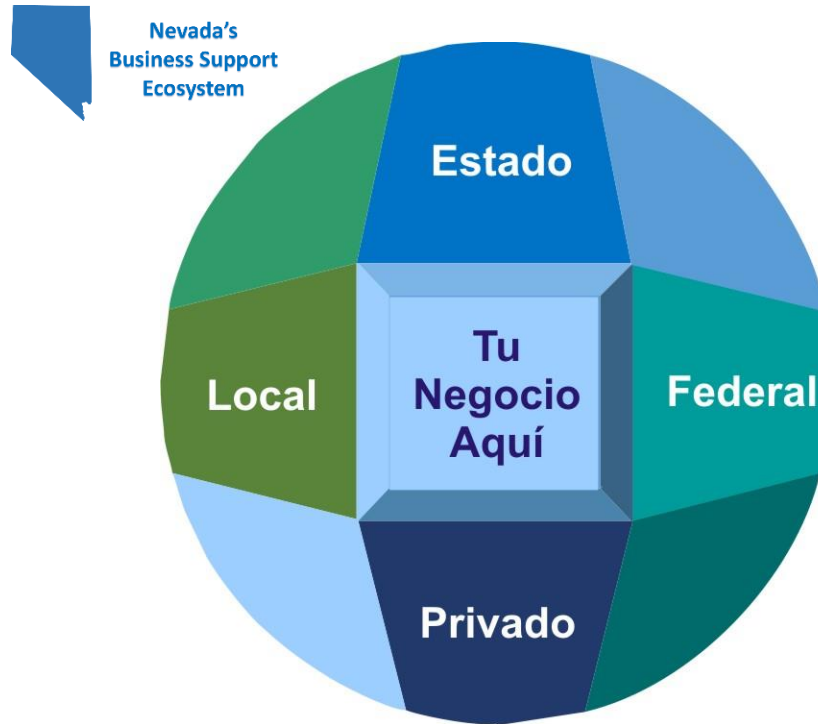 Nevada's
Business Support
Ecosystem
Estado
Tu
Negocio
Aquí
Local
Federal
Privado